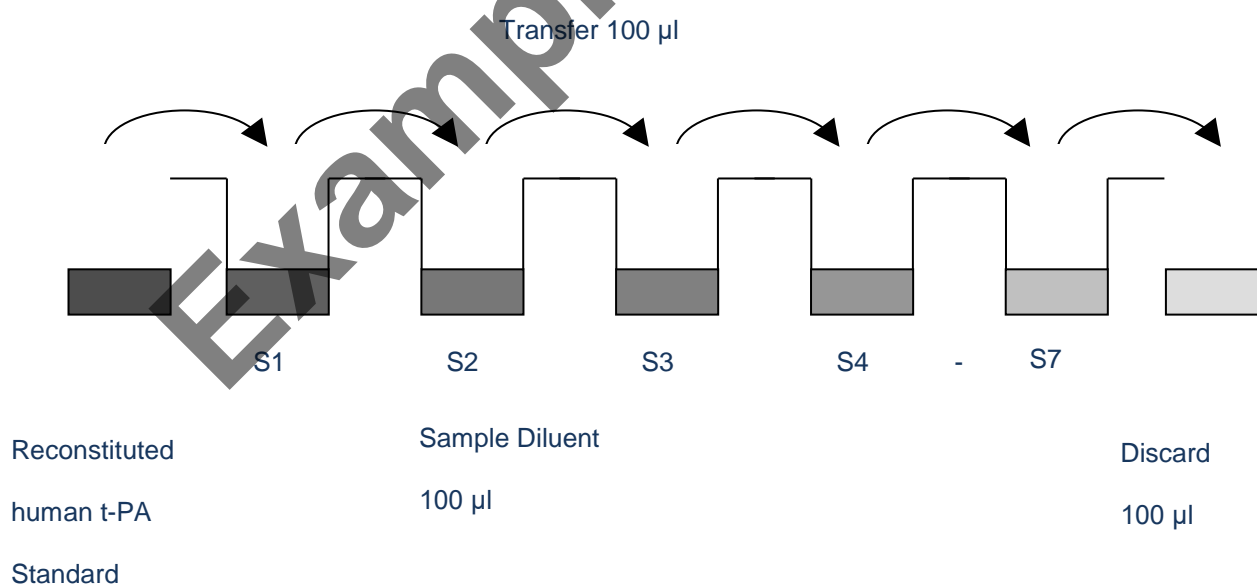 Transfer 100 µl
S1 S2 S3 S4 - S7
Reconstituted
human t-PA
Standard
Sample Diluent
100 µl
Discard
100 µl